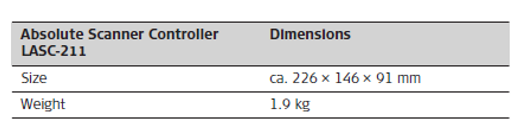 Absolute Scanner Controller Dimensions
LASC-211
Size ca. 226 × 146 × 91 mm
Weight 1.9 kg